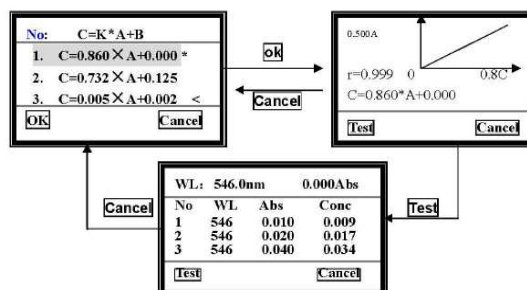 No: C=K*A+B
1. C=0.860×A+0.000 *
2. C=0.732×A+0.125
3. C=0.005×A+0.002 <
OK Cancel
ok
Cancel
0.500A
r=0.999 0 0.8C
C=0.860*A+0.000
Test Cancel
Cancel
Test
WL: 546.0nm 0.000Abs
No WL Abs Conc
1 546 0.010 0.009
2 546 0.020 0.017
3 546 0.040 0.034
Test Cancel